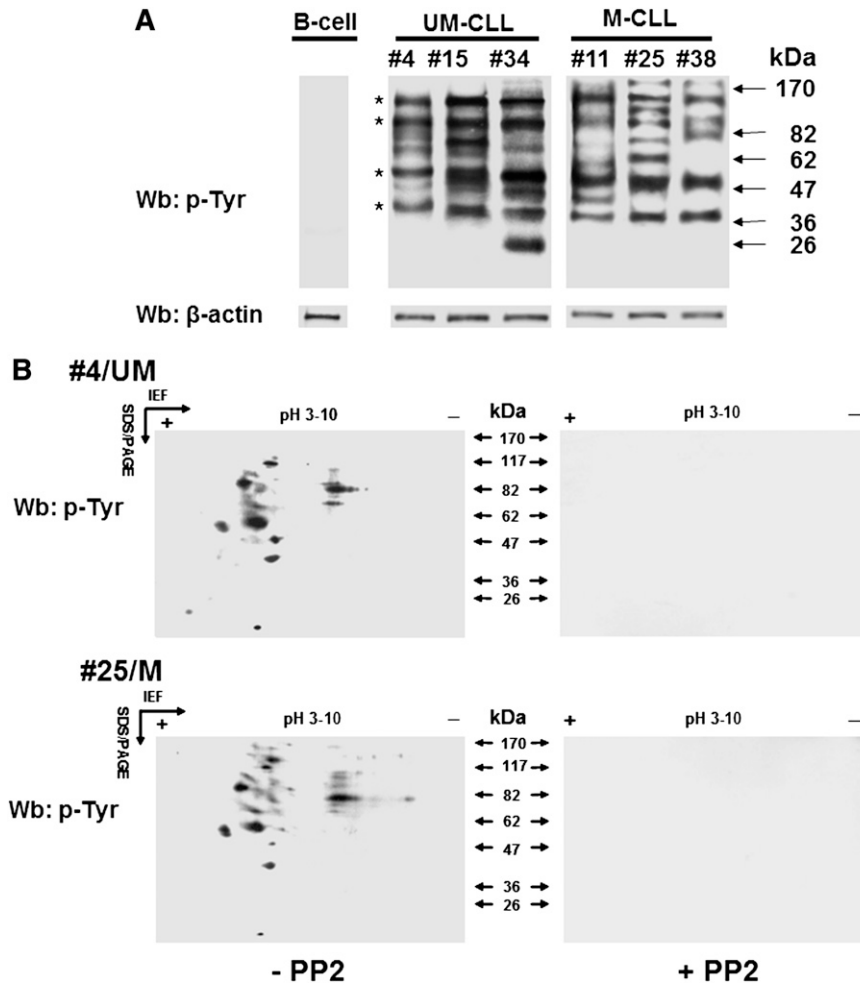 A
B-cell UM-CLL M-CLL
#4 #15 #34 #11 #25 #38 kDa
170
*
*
82
62
*
47
Wb: p-Tyr
*
36
26
Wb: β-actin
B #4/UM
IEF
SDS/PAGE
+ pH 3-10 – kDa + pH 3-10 –
170
117
Wb: p-Tyr
82
62
47
36
26
#25/M
IEF
SDS/PAGE
+ pH 3-10 – kDa + pH 3-10 –
170
117
Wb: p-Tyr
82
62
47
36
26
- PP2 + PP2